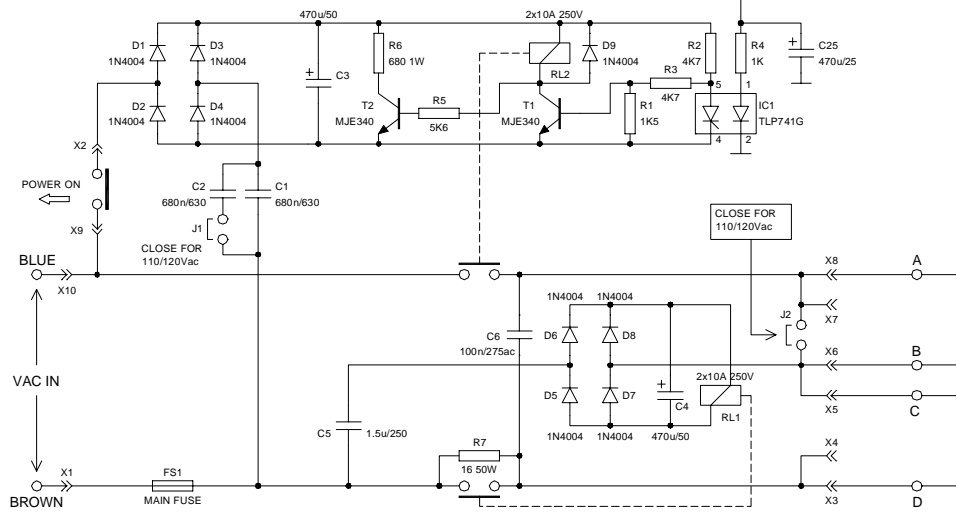 470u/50
2x10A 250V
D1
1N4004
D3
1N4004
C3
R6
680 1W
RL2
D9
1N4004
R2
4K7
R4
1K
C25
470u/25
R3
4K7
5
1
D2
1N4004
D4
1N4004
T2
MJE340
R5
5K6
T1
MJE340
R1
1K5
IC1
TLP741G
4
2
X2
POWER ON
X9
C2
680n/630
C1
680n/630
J1
CLOSE FOR
110/120Vac
CLOSE FOR
110/120Vac
BLUE
X10
X8
A
X7
J2
1N4004
1N4004
C6
100n/275ac
D6
D8
X6
B
VAC IN
2x10A 250V
D5
D7
C4
RL1
X5
C
C5
1.5u/250
1N4004
1N4004
470u/50
R7
16 50W
X4
X1
FS1
MAIN FUSE
BROWN
X3
D